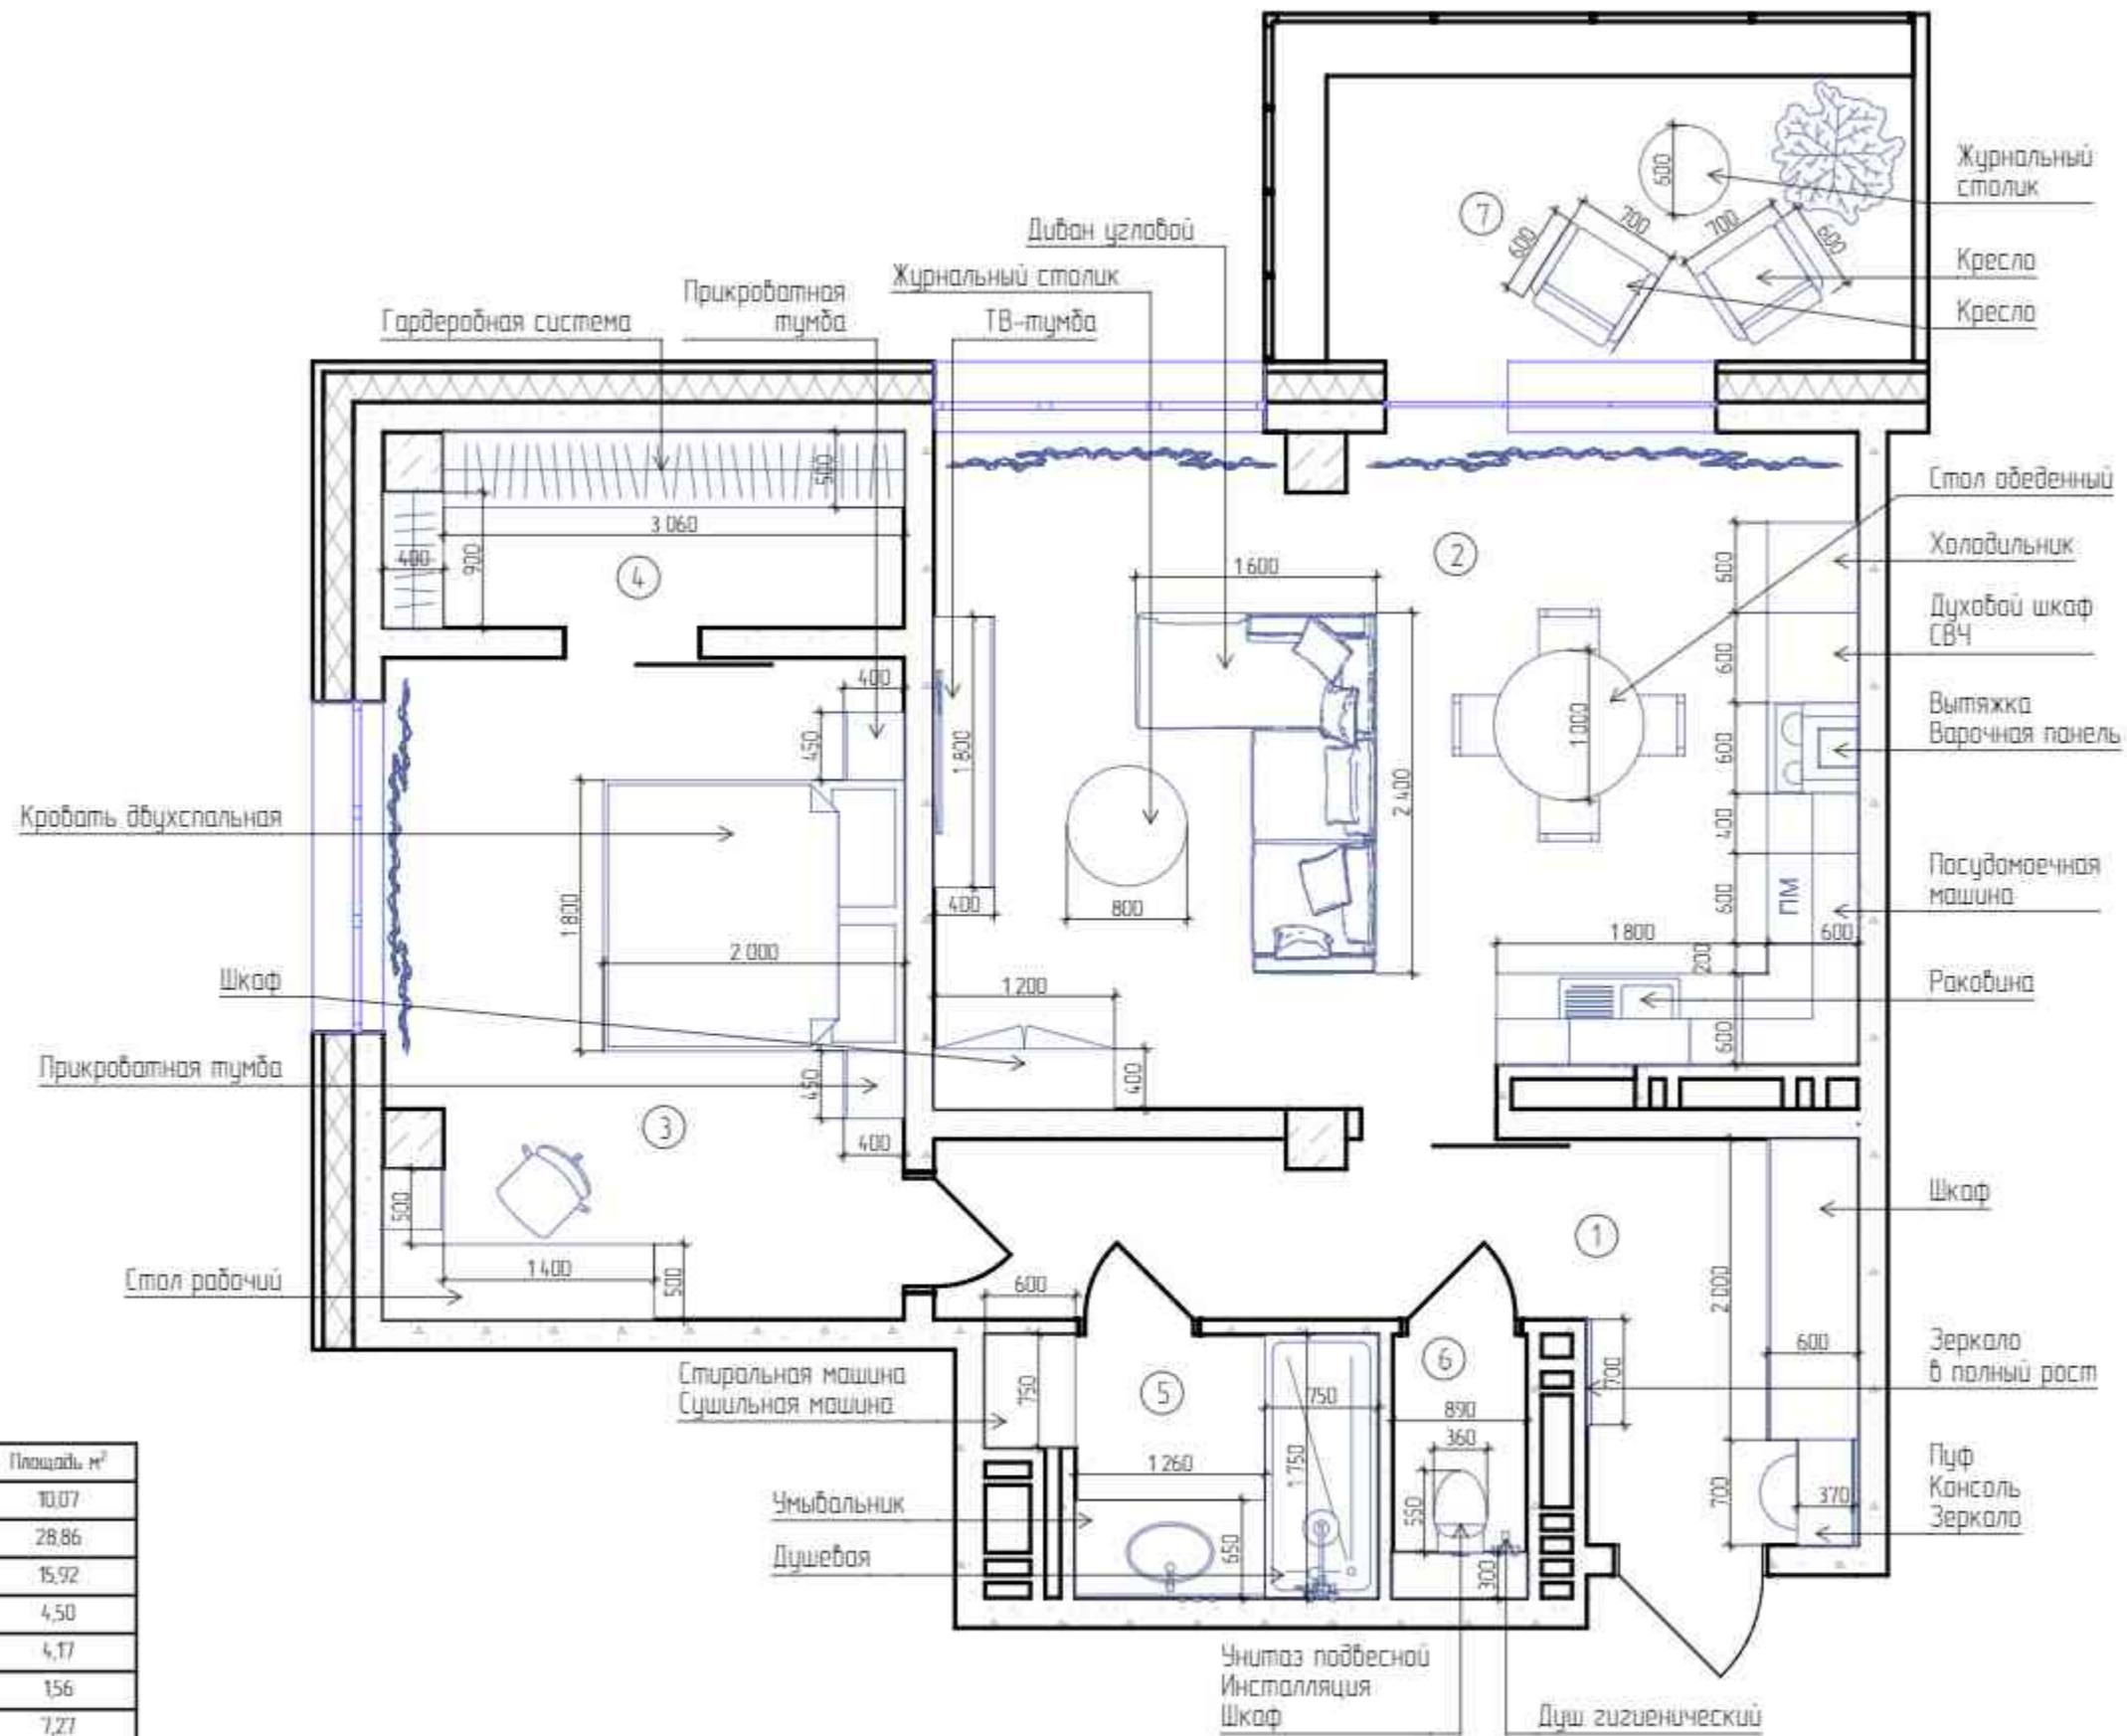 Журнальный
столик
7
600
600
700
700
600
Кресло
Кресло
Диван угловой
Журнальный столик
Прикроватная
тумба
ТВ-тумба
Гардеробная система
500
3 060
400
900
4
2
1 600
Стол обеденный
Холодильник
600
Духовой шкаф
СВЧ
600
Вытяжка
Варочная панель
600
1 000
400
450
1 800
2 400
400
Кровать двухспальная
Посудомоечная
машина
600
ПМ
400
800
1 800
2 000
1 800
600
200
Шкаф
1 200
Раковина
600
Прикроватная тумба
450
400
3
400
Шкаф
500
1
Стол рабочий
1 400
500
600
2 000
Зеркало
в полный рост
700
600
Стиральная машина
Сушильная машина
750
5
750
6
890
360
1 260
1 750
550
Пуф
Консоль
Зеркало
700
370
Умывальник
650
Душевая
300
Унитаз подвесной
Инсталляция
Шкаф
Душ гигиенический
Площадь м²
10,07
28,86
15,92
4,50
4,17
1,56
7,27